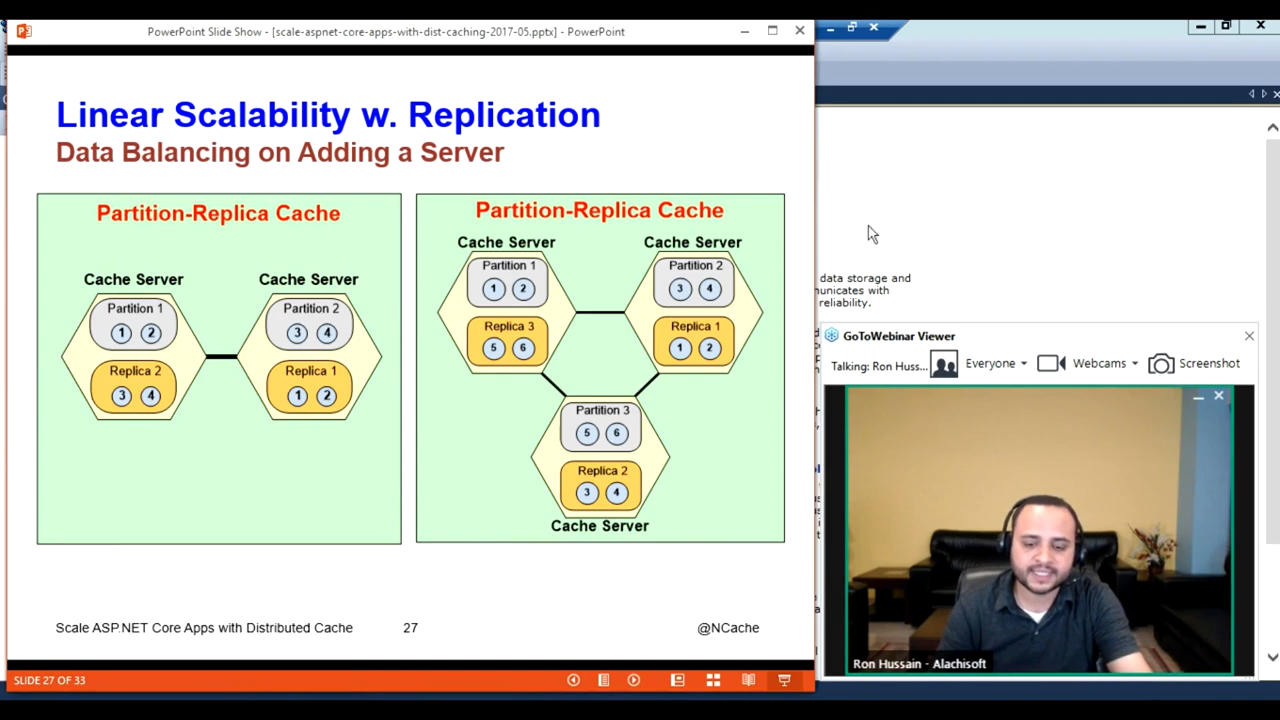 PowerPoint Slide Show - [scale-aspnet-core-apps-with-dist-caching-2017-05.pptx] - PowerPoint
Linear Scalability w. Replication
Data Balancing on Adding a Server
Partition-Replica Cache
Cache Server
Cache Server
Partition 1
1 2
Replica 2
3 4
Partition 2
3 4
Replica 1
1 2
Partition-Replica Cache
Cache Server
Cache Server
Partition 1
1 2
Replica 3
5 6
Partition 2
3 4
Replica 1
1 2
Partition 3
5 6
Replica 2
3 4
Cache Server
Scale ASP.NET Core Apps with Distributed Cache
27
@NCache
SLIDE 27 OF 33
data storage and
municates with
reliability.
GoToWebinar Viewer
Talking: Ron Huss...
Everyone
Webcams
Screenshot
Ron Hussain - Alachisoft